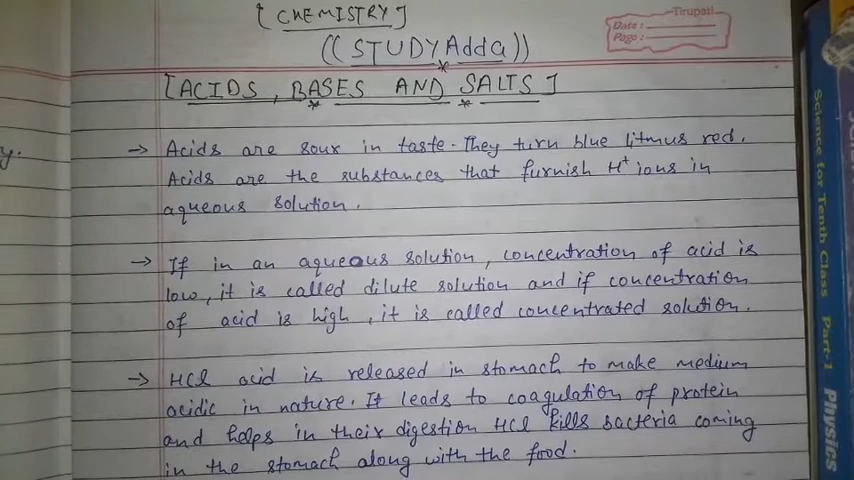 [CHEMISTRY]
((STUDYAdda))
Tirupati
Date:
Page:
[ACIDS, BASES AND SALTS]
y.
→ Acids are sour in taste. They turn blue litmus red.
Acids are the substances that furnish H+ ions in
aqueous solution.
→ If in an aqueous solution, concentration of acid is
low, it is called dilute solution and if concentration
of acid is high, it is called concentrated solution.
→ HCl acid is released in stomach to make medium
acidic in nature. It leads to coagulation of protein
and helps in their digestion HCl kills bacteria coming
in the stomach along with the food.
Science for Tenth Class Part-1 Physics